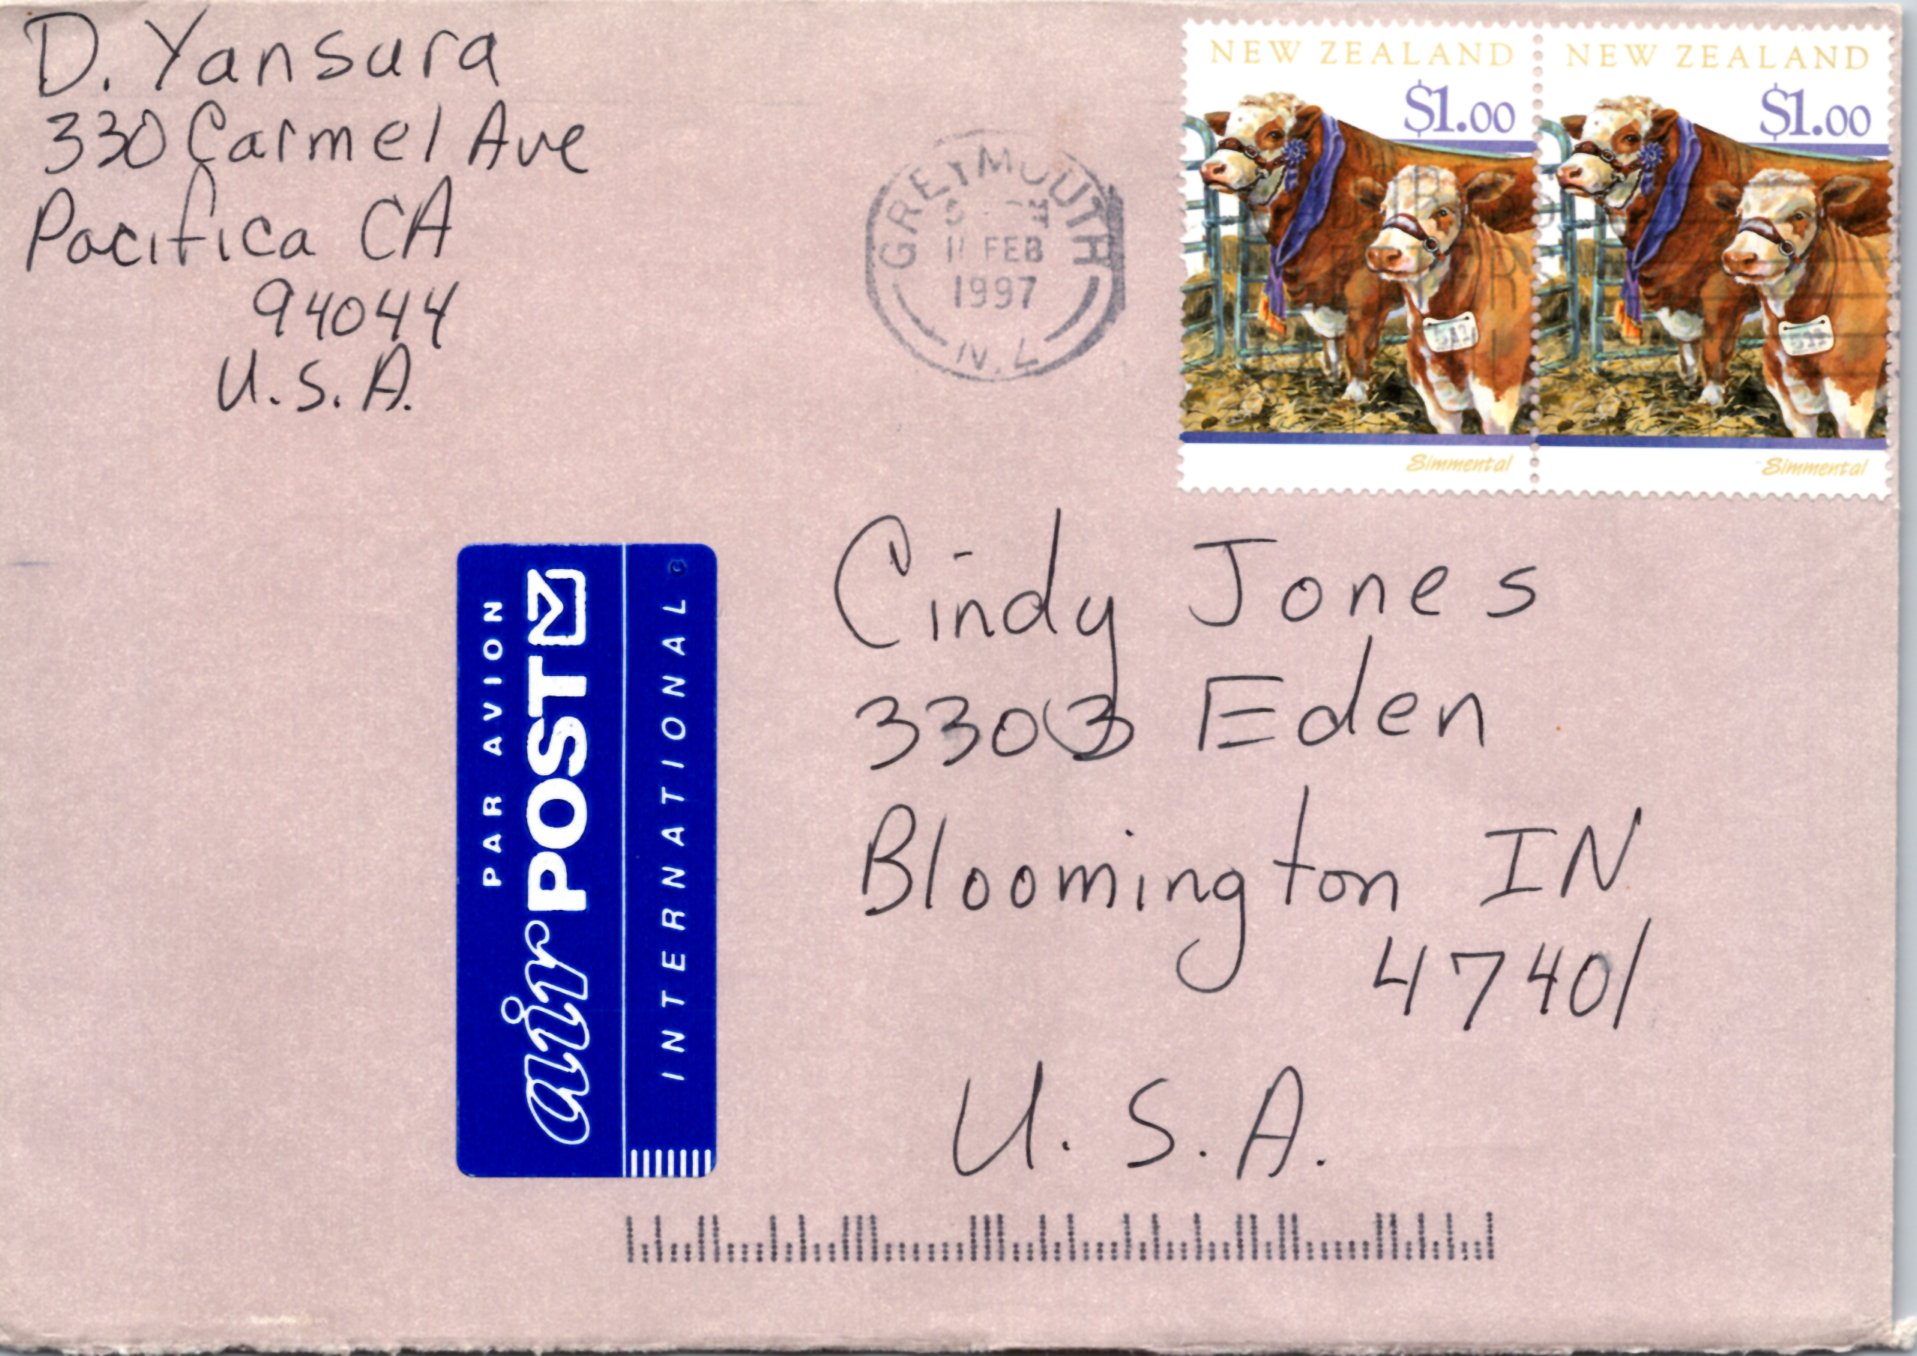 D. Yansura
330 Carmel Ave
Pacifica CA
94044
U.S.A.
GREYMOUTH
11 FEB
1997
N.Z.
NEW ZEALAND
$1.00
Simmental
NEW ZEALAND
$1.00
Simmental
PAR AVION
air POST
INTERNATIONAL
Cindy Jones
3303 Eden
Bloomington IN
47401
U.S.A.